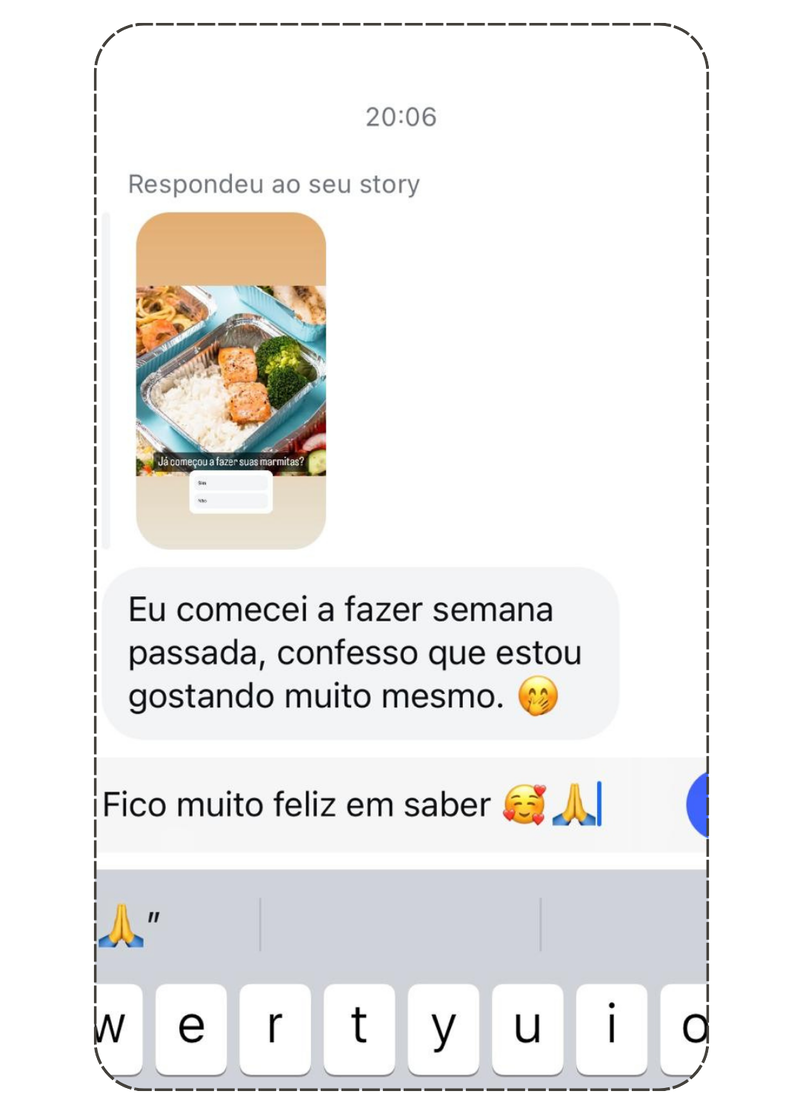 20:06
Respondeu ao seu story
Já começou a fazer suas marmitas?
Sim
Não
Eu comecei a fazer semana
passada, confesso que estou
gostando muito mesmo. 🤭
Fico muito feliz em saber 🥰🙏
🙏"
w e r t y u i o